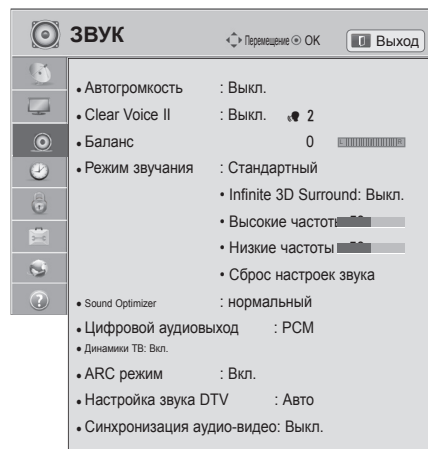 ЗВУК Перемещение OK Выход
• Автогромкость : Выкл.
• Clear Voice II : Выкл. 2
• Баланс 0 L R
• Режим звучания : Стандартный
• Infinite 3D Surround: Выкл.
• Высокие частоты
• Низкие частоты
• Сброс настроек звука
• Sound Optimizer : нормальный
• Цифровой аудиовыход : PCM
• Динамики ТВ: Вкл.
• ARC режим : Вкл.
• Настройка звука DTV : Авто
• Синхронизация аудио-видео: Выкл.